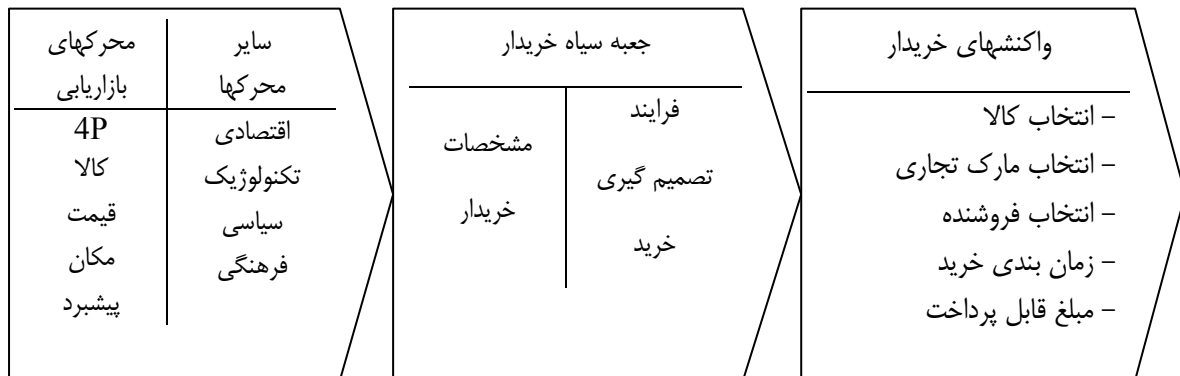 محرکهای
بازاریابی
4P
کالا
قیمت
مکان
پیشبرد
سایر
محرکها
اقتصادی
تکنولوژیک
سیاسی
فرهنگی
جعبه سیاه خریدار
مشخصات
خریدار
فرایند
تصمیم گیری
خرید
واکنشهای خریدار
– انتخاب کالا
– انتخاب مارک تجاری
– انتخاب فروشنده
– زمان بندی خرید
– مبلغ قابل پرداخت